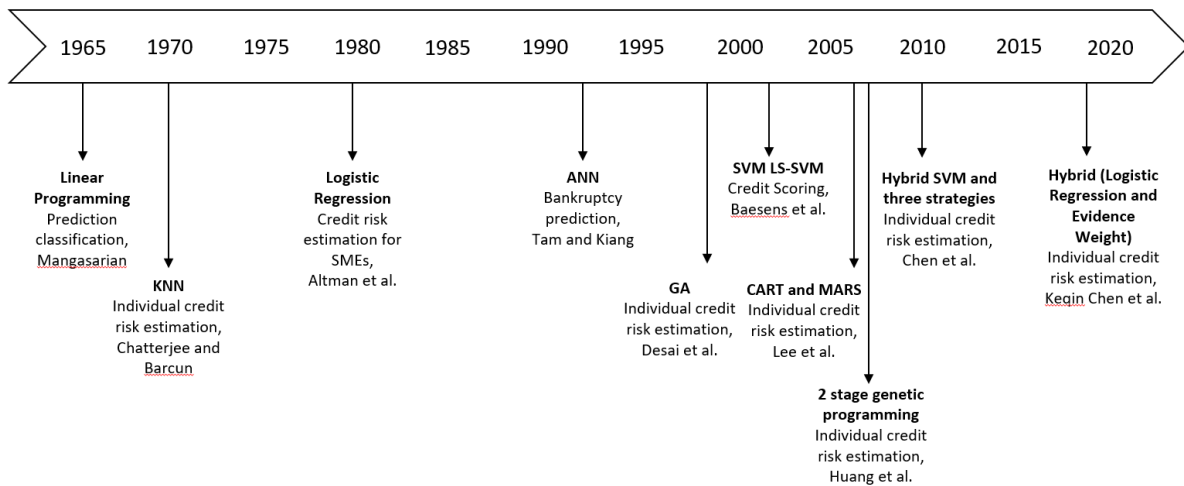 1965 1970 1975 1980 1985 1990 1995 2000 2005 2010 2015 2020
Linear
Programming
Prediction
classification,
Mangasarian
KNN
Individual credit
risk estimation,
Chatterjee and
Barcun
Logistic
Regression
Credit risk
estimation for
SMEs,
Altman et al.
ANN
Bankruptcy
prediction,
Tam and Kiang
GA
Individual credit
risk estimation,
Desai et al.
SVM LS-SVM
Credit Scoring,
Baesens et al.
CART and MARS
Individual credit
risk estimation,
Lee et al.
2 stage genetic
programming
Individual credit
risk estimation,
Huang et al.
Hybrid SVM and
three strategies
Individual credit
risk estimation,
Chen et al.
Hybrid (Logistic
Regression and
Evidence
Weight)
Individual credit
risk estimation,
Keqin Chen et al.